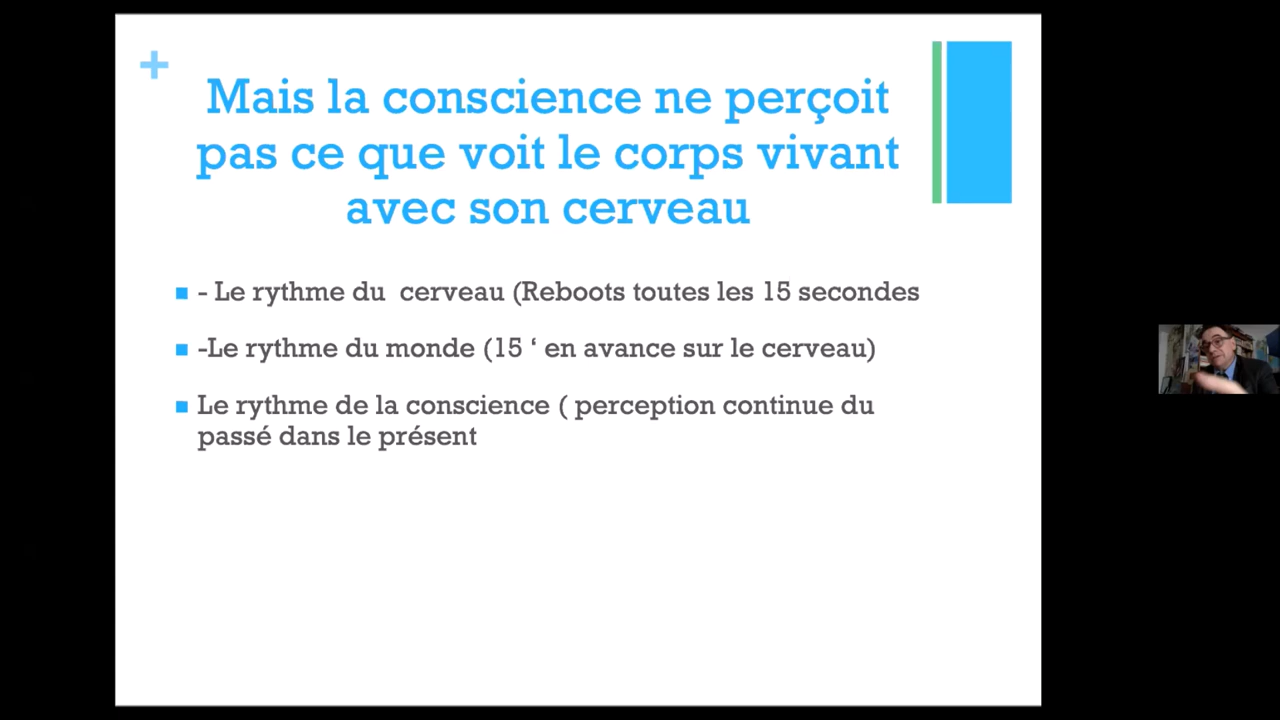 Mais la conscience ne perçoit
pas ce que voit le corps vivant
avec son cerveau
- Le rythme du  cerveau (Reboots toutes les 15 secondes
-Le rythme du monde (15 ‘ en avance sur le cerveau)
Le rythme de la conscience ( perception continue du
passé dans le présent